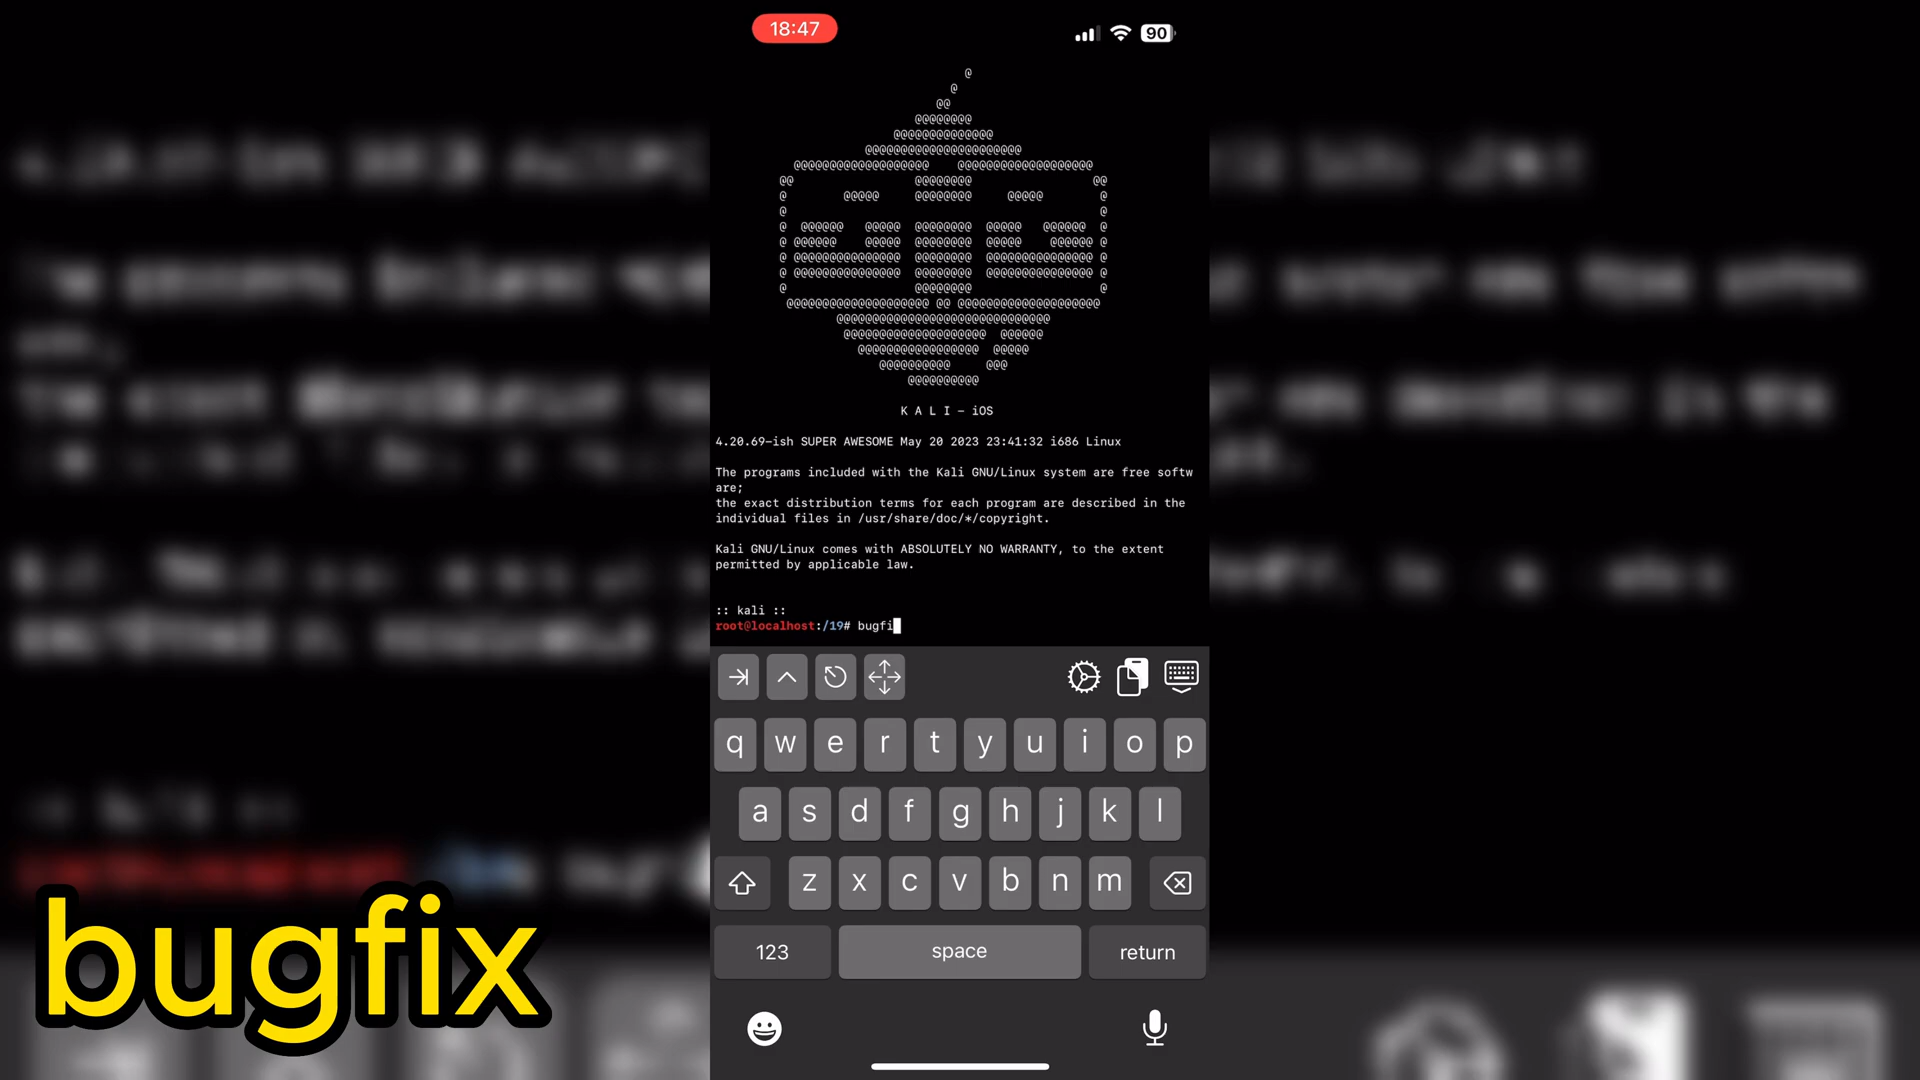 18:47
90
@
@
@@
@@@@@@@@
@@@@@@@@@@@@@@
@@@@@@@@@@@@@@@@@@@@@@
@@@@@@@@@@@@@@@@@@@ @@@@@@@@@@@@@@@@@@@
@@ @@@@@@@@ @@
@ @@@@@ @@@@@@@@ @@@@@ @
@ @
@ @@@@@@ @@@@@ @@@@@@@@ @@@@@ @@@@@@ @
@ @@@@@@ @@@@@ @@@@@@@@ @@@@@ @@@@@@ @
@ @@@@@@@@@@@@@@@ @@@@@@@@ @@@@@@@@@@@@@@@ @
@ @@@@@@@@@@@@@@@ @@@@@@@@ @@@@@@@@@@@@@@@ @
@ @@@@@@@@ @
@@@@@@@@@@@@@@@@@@@@ @@ @@@@@@@@@@@@@@@@@@@@
@@@@@@@@@@@@@@@@@@@@@@@@@@@@@@
@@@@@@@@@@@@@@@@@@@@ @@@@@@
@@@@@@@@@@@@@@@@@ @@@@@
@@@@@@@@@@ @@@
@@@@@@@@@@
K A L I - iOS
4.20.69-ish SUPER AWESOME May 20 2023 23:41:32 i686 Linux
The programs included with the Kali GNU/Linux system are free softw
are;
the exact distribution terms for each program are described in the
individual files in /usr/share/doc/*/copyright.
Kali GNU/Linux comes with ABSOLUTELY NO WARRANTY, to the extent
permitted by applicable law.
:: kali ::
root@localhost:/19# bugfi
q w e r t y u i o p
a s d f g h j k l
z x c v b n m
123 space return
bugfix